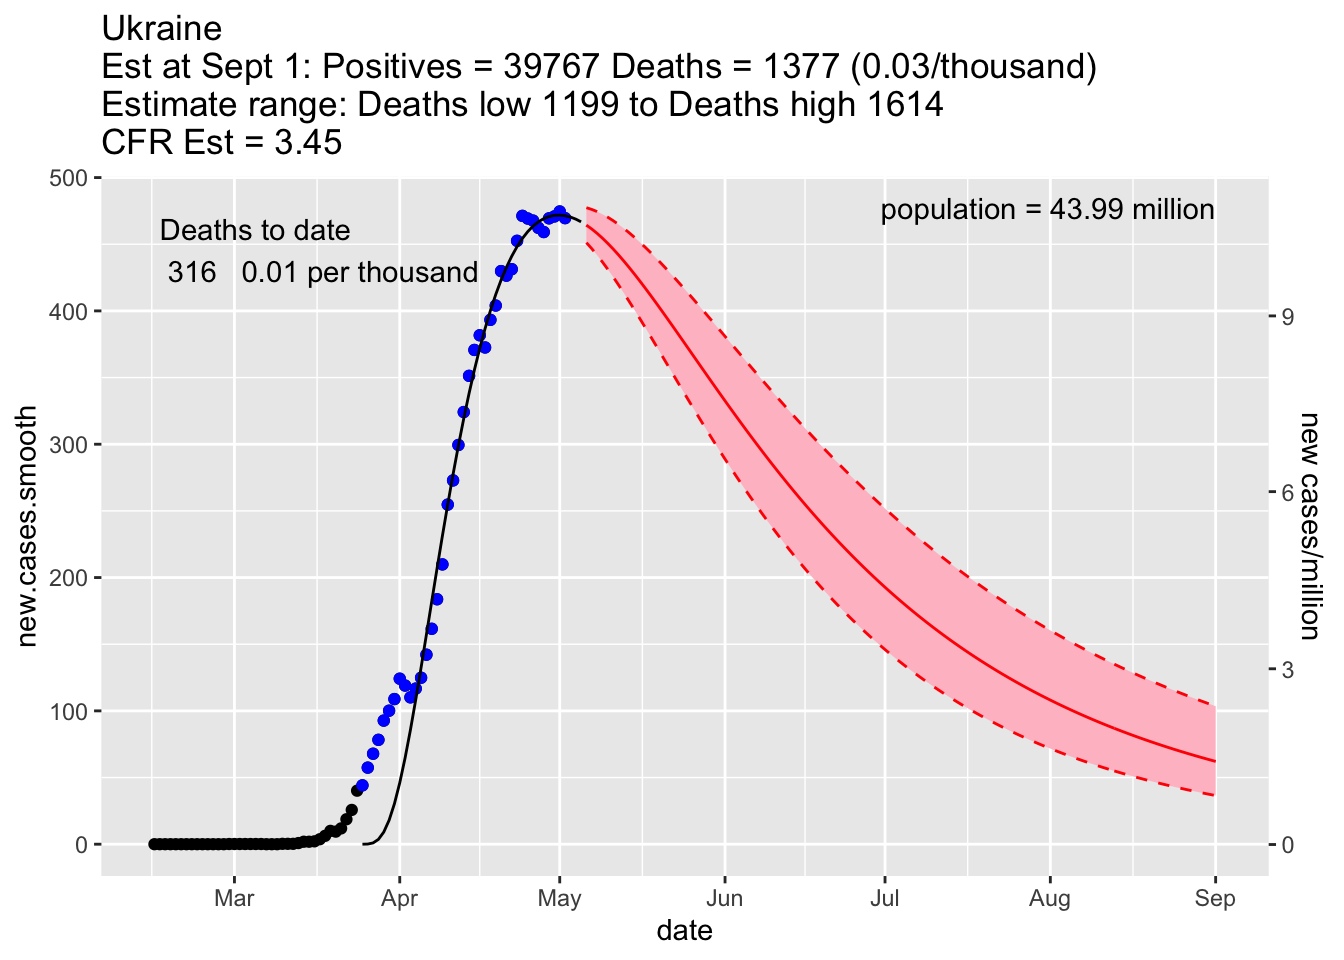 Ukraine
Est at Sept 1: Positives = 39767 Deaths = 1377 (0.03/thousand)
Estimate range: Deaths low 1199 to Deaths high 1614
CFR Est = 3.45
Deaths to date
316 0.01 per thousand
population = 43.99 million
new.cases.smooth
500
400
300
200
100
0
9
6
3
0
new cases/million
Mar Apr May Jun Jul Aug Sep
date